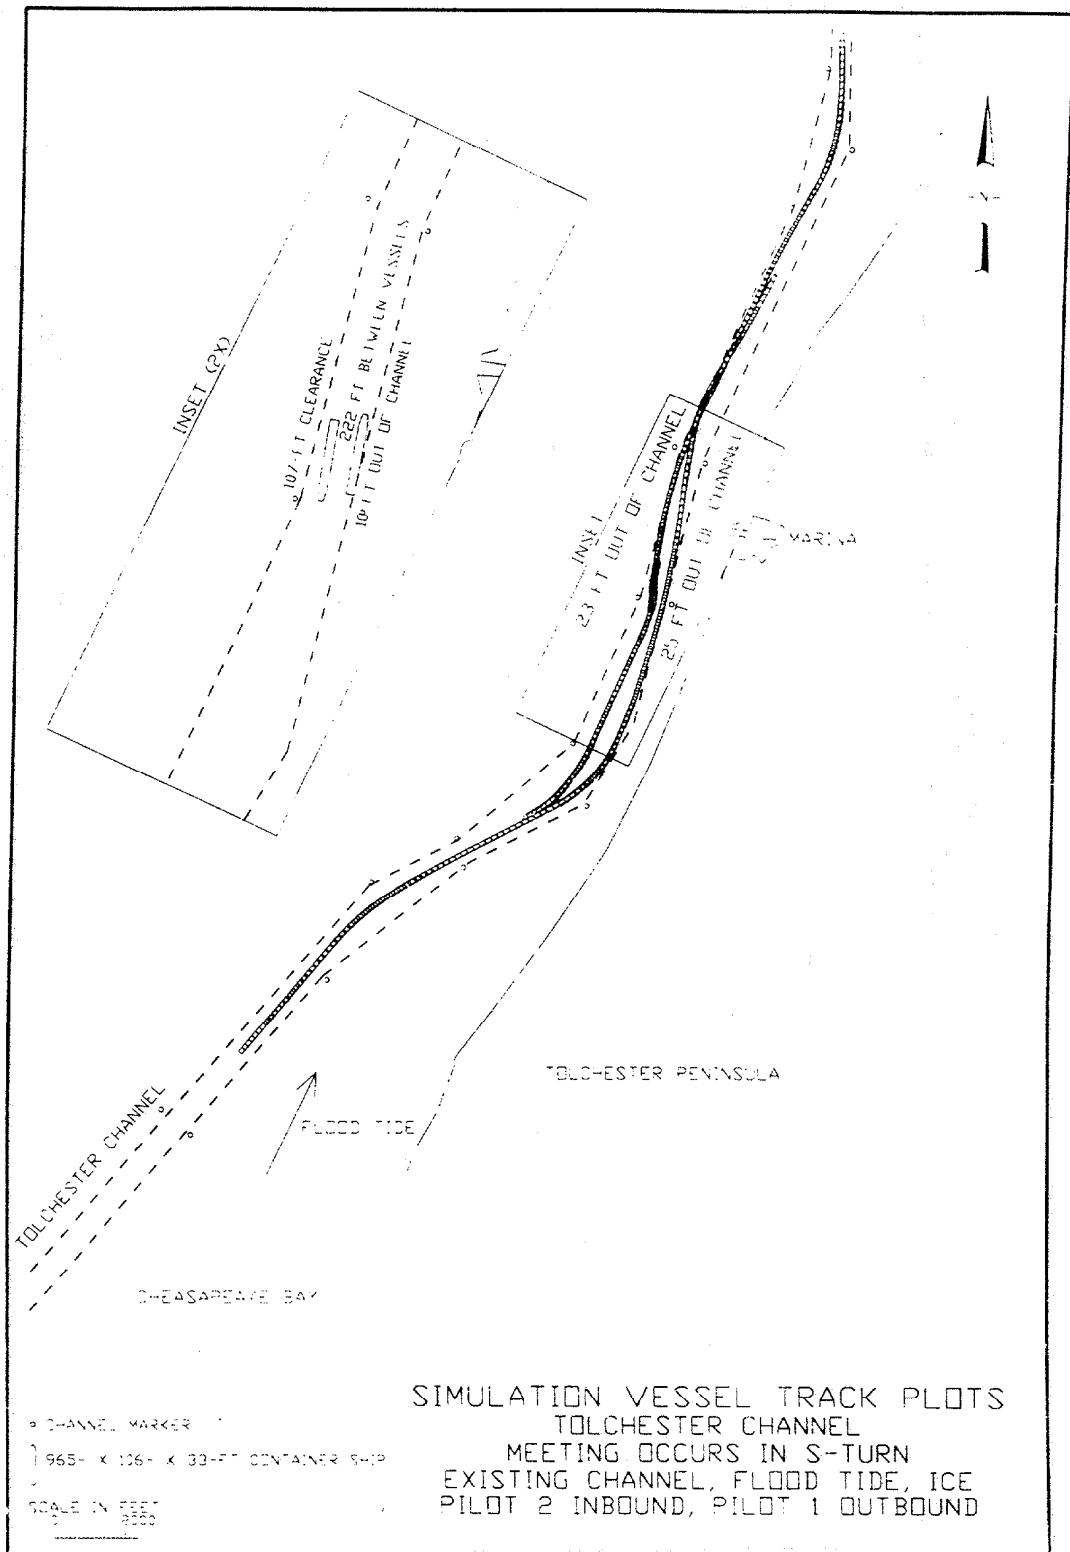 -N-
INSET (2X)
107-FT CLEARANCE
222 FT BETWEEN VESSELS
FT OUT OF CHANNEL
INSET
23 FT OUT OF CHANNEL
FT OUT OF CHANNEL
MARINA
TOLCHESTER PENINSULA
FLOOD TIDE
TOLCHESTER CHANNEL
CHEASAPEAKE BAY
CHANNEL MARKER
965- X 106- X 33-FT CONTAINER SHIP
SCALE IN FEET
0 2000
SIMULATION VESSEL TRACK PLOTS
TOLCHESTER CHANNEL
MEETING OCCURS IN S-TURN
EXISTING CHANNEL, FLOOD TIDE, ICE
PILOT 2 INBOUND, PILOT 1 OUTBOUND